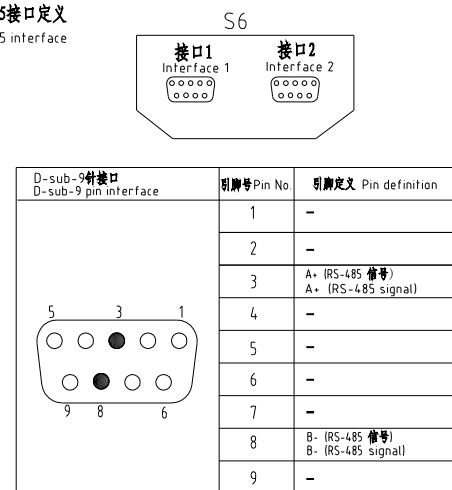 5接口定义
5 interface
S6
接口1
Interface 1
接口2
Interface 2
D-sub-9针接口
D-sub-9 pin interface
引脚号Pin No.
引脚定义 Pin definition
1 -
2 -
3 A+ (RS-485 信号)
A+ (RS-485 signal)
4 -
5 -
6 -
7 -
8 B- (RS-485 信号)
B- (RS-485 signal)
9 -
5 3 1
9 8 6